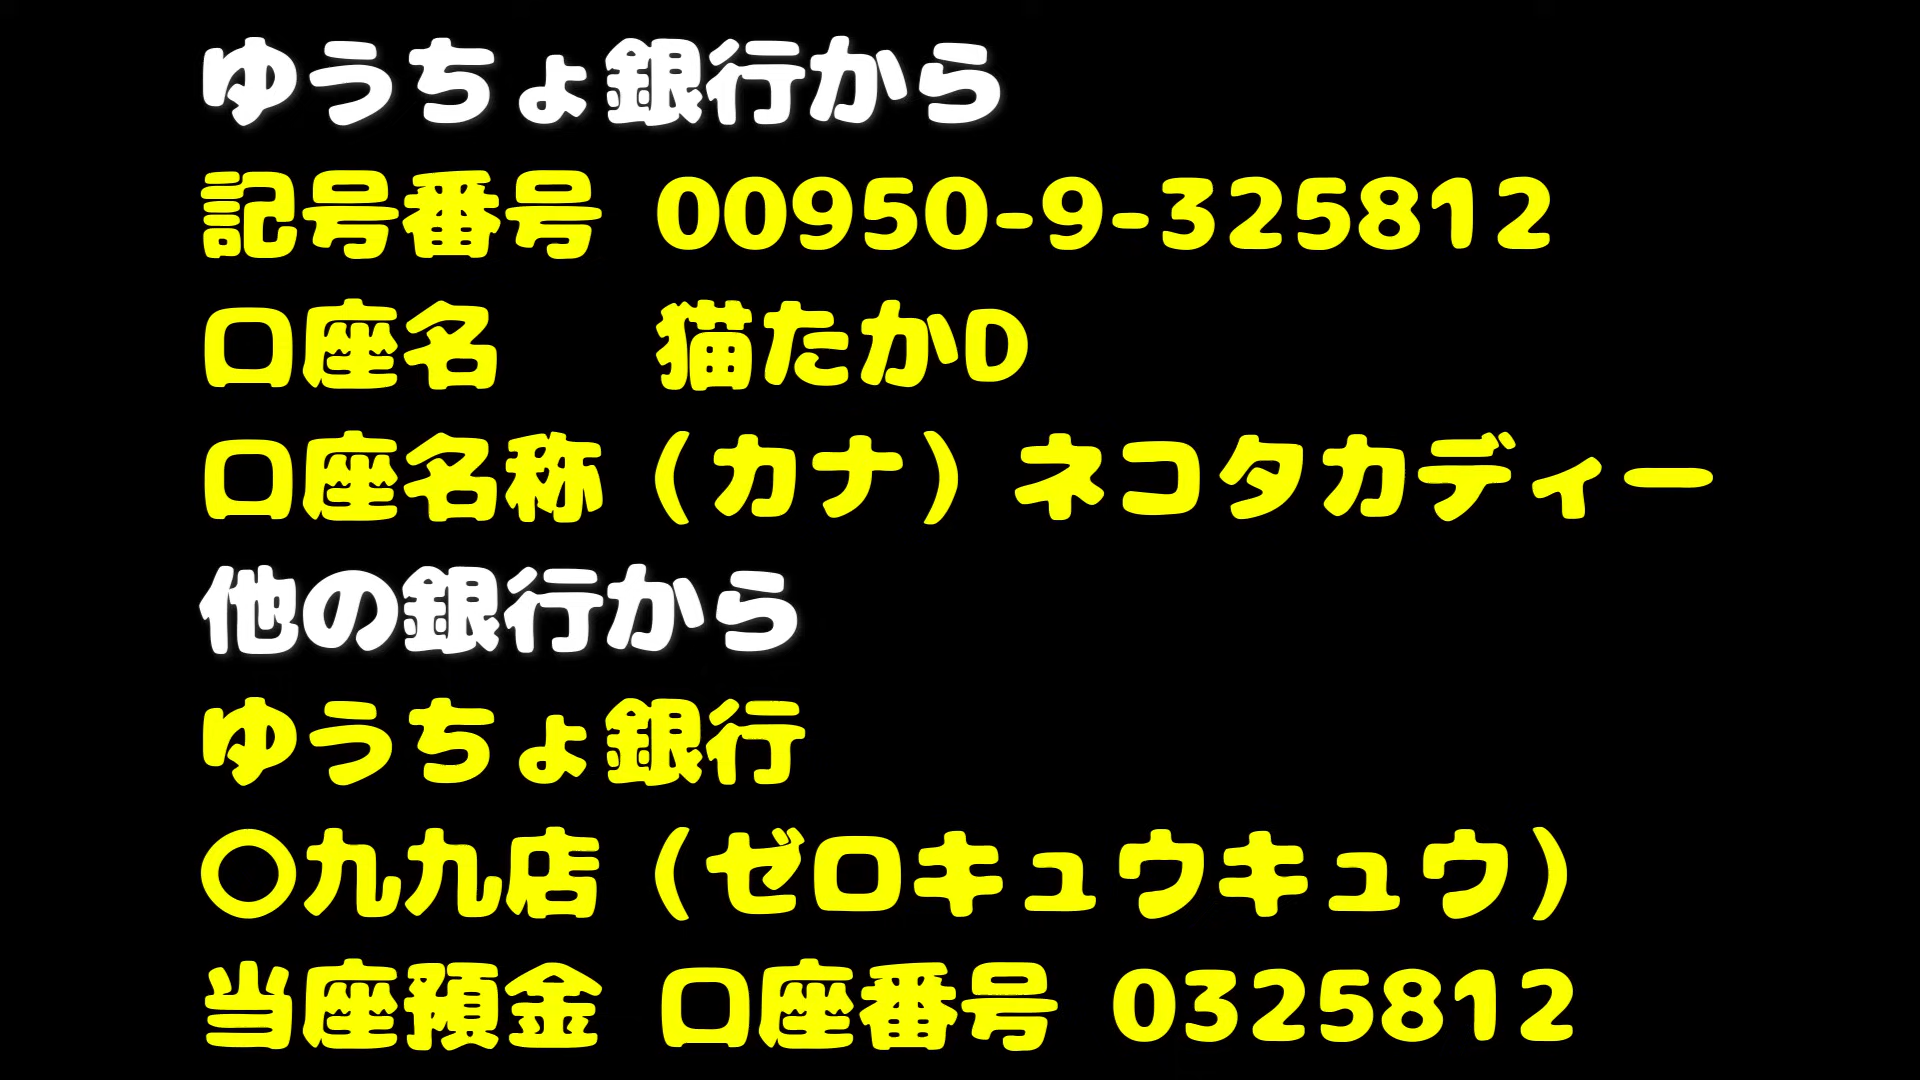 ゆうちょ銀行から
記号番号 00950-9-325812
口座名 猫たかD
口座名称（カナ）ネコタカディー
他の銀行から
ゆうちょ銀行
〇九九店（ゼロキュウキュウ）
当座預金 口座番号 0325812